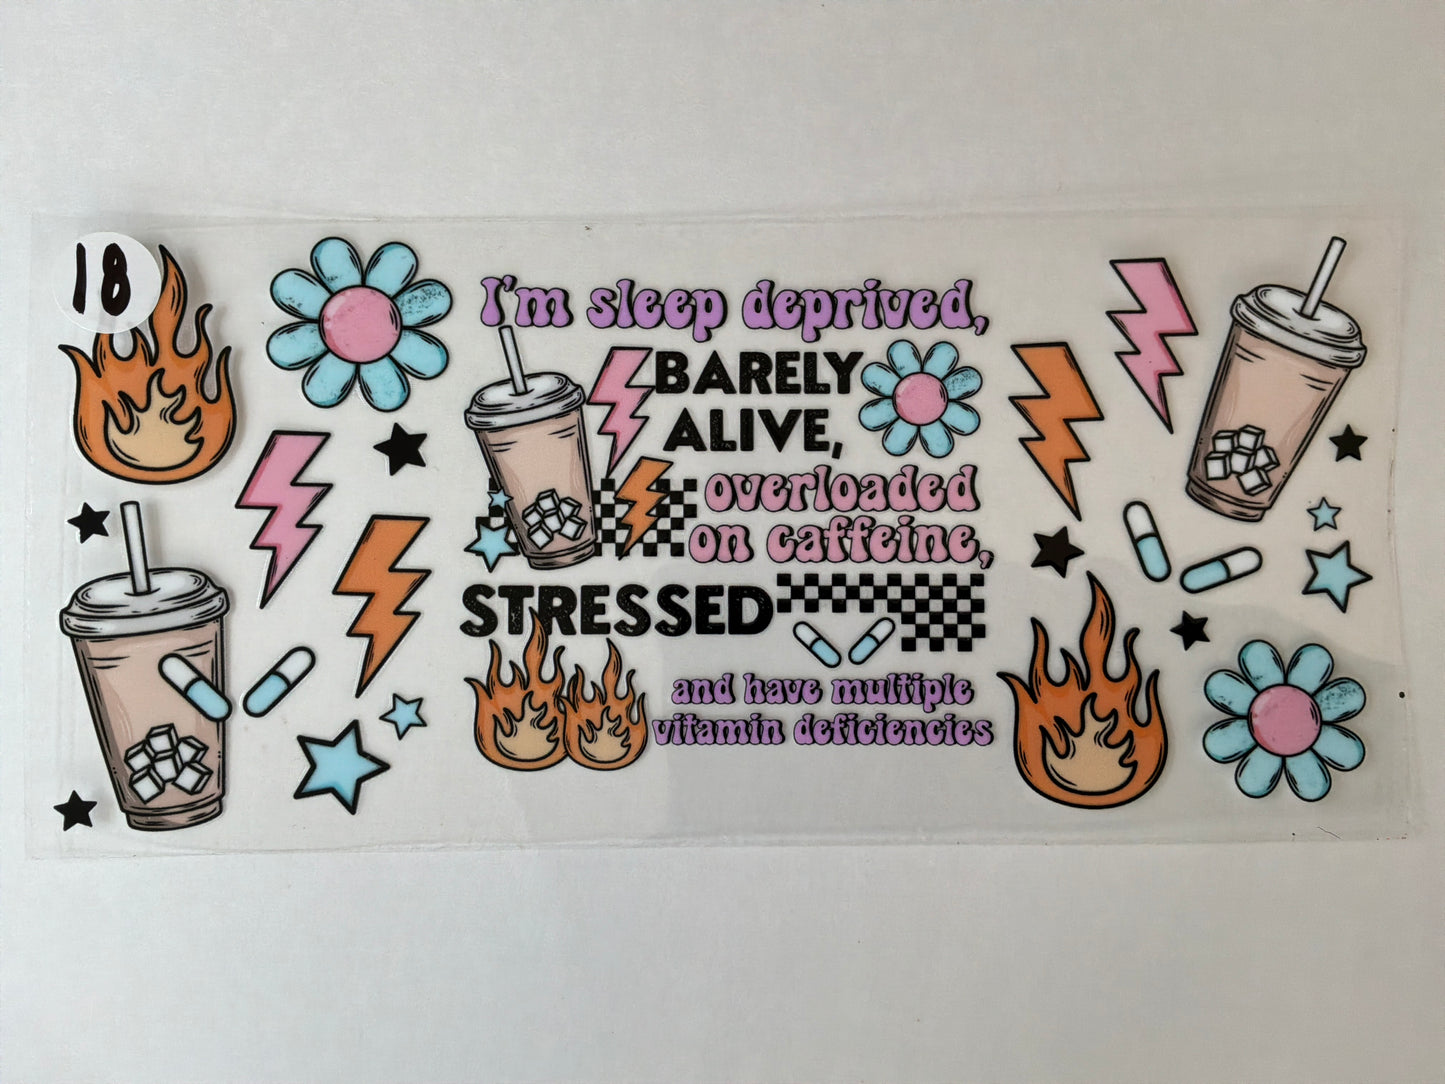 18
I'm sleep deprived,
BARELY
ALIVE,
overloaded
on caffeine,
STRESSED
and have multiple
vitamin deficiencies